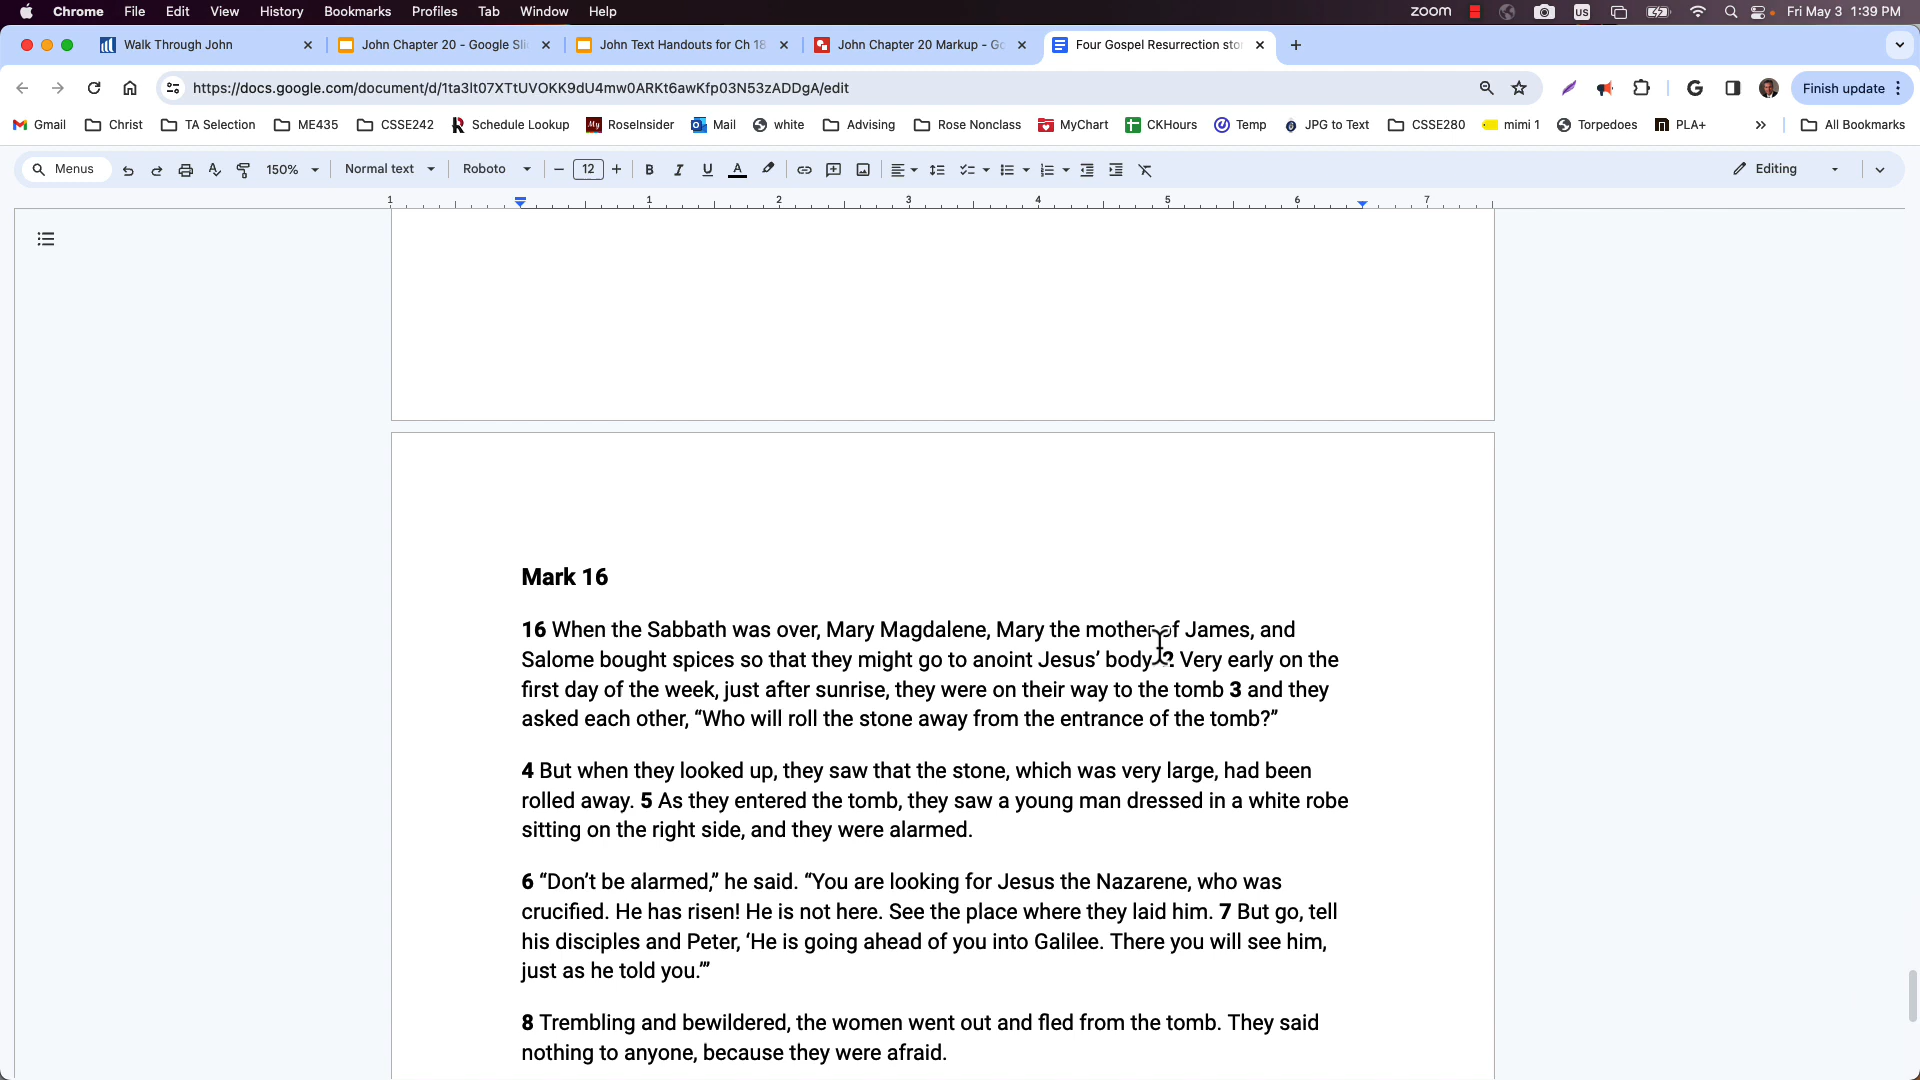 Chrome File Edit View History Bookmarks Profiles Tab Window Help zoom US Fri May 3 1:39 PM
Walk Through John John Chapter 20 - Google Sli John Text Handouts for Ch 18 John Chapter 20 Markup - Go Four Gospel Resurrection sto
https://docs.google.com/document/d/1ta3lt07XTtUVOKK9dU4mw0ARKt6awKfp03N53zADDgA/edit Finish update
Gmail Christ TA Selection ME435 CSSE242 Schedule Lookup RoseInsider Mail white Advising Rose Nonclass MyChart CKHours Temp JPG to Text CSSE280 mimi 1 Torpedoes PLA+ All Bookmarks
Menus 150% Normal text Roboto 12 Editing
1 1 2 3 4 5 6 7
Mark 16
16 When the Sabbath was over, Mary Magdalene, Mary the mother of James, and
Salome bought spices so that they might go to anoint Jesus’ body. Very early on the
first day of the week, just after sunrise, they were on their way to the tomb 3 and they
asked each other, “Who will roll the stone away from the entrance of the tomb?”
4 But when they looked up, they saw that the stone, which was very large, had been
rolled away. 5 As they entered the tomb, they saw a young man dressed in a white robe
sitting on the right side, and they were alarmed.
6 “Don’t be alarmed,” he said. “You are looking for Jesus the Nazarene, who was
crucified. He has risen! He is not here. See the place where they laid him. 7 But go, tell
his disciples and Peter, ‘He is going ahead of you into Galilee. There you will see him,
just as he told you.’”
8 Trembling and bewildered, the women went out and fled from the tomb. They said
nothing to anyone, because they were afraid.